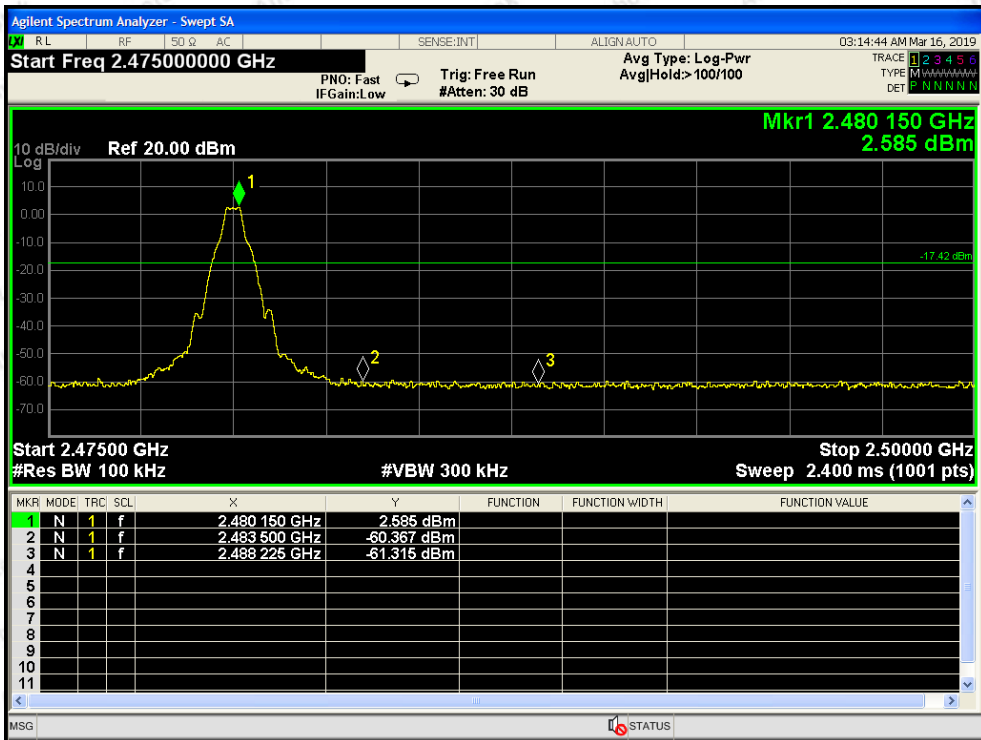 Agilent Spectrum Analyzer - Swept SA
LXI RL RF 50 Ω AC SENSE:INT ALIGN AUTO 03:14:44 AM Mar 16, 2019
Start Freq 2.475000000 GHz
PNO: Fast
IFGain:Low
Trig: Free Run
#Atten: 30 dB
Avg Type: Log-Pwr
Avg|Hold:>100/100
TRACE 1 2 3 4 5 6
TYPE M WWWWW
DET P N N N N N
Mkr1 2.480 150 GHz
2.585 dBm
10 dB/div Ref 20.00 dBm
Log
10.0
0.00
-10.0
-20.0
-30.0
-40.0
-50.0
-60.0
-70.0
1
-17.42 dBm
2
3
Start 2.47500 GHz Stop 2.50000 GHz
#Res BW 100 kHz #VBW 300 kHz Sweep 2.400 ms (1001 pts)
MKR MODE TRC SCL X Y FUNCTION FUNCTION WIDTH FUNCTION VALUE
1 N 1 f 2.480 150 GHz 2.585 dBm
2 N 1 f 2.483 500 GHz -60.367 dBm
3 N 1 f 2.488 225 GHz -61.315 dBm
4
5
6
7
8
9
10
11
MSG STATUS